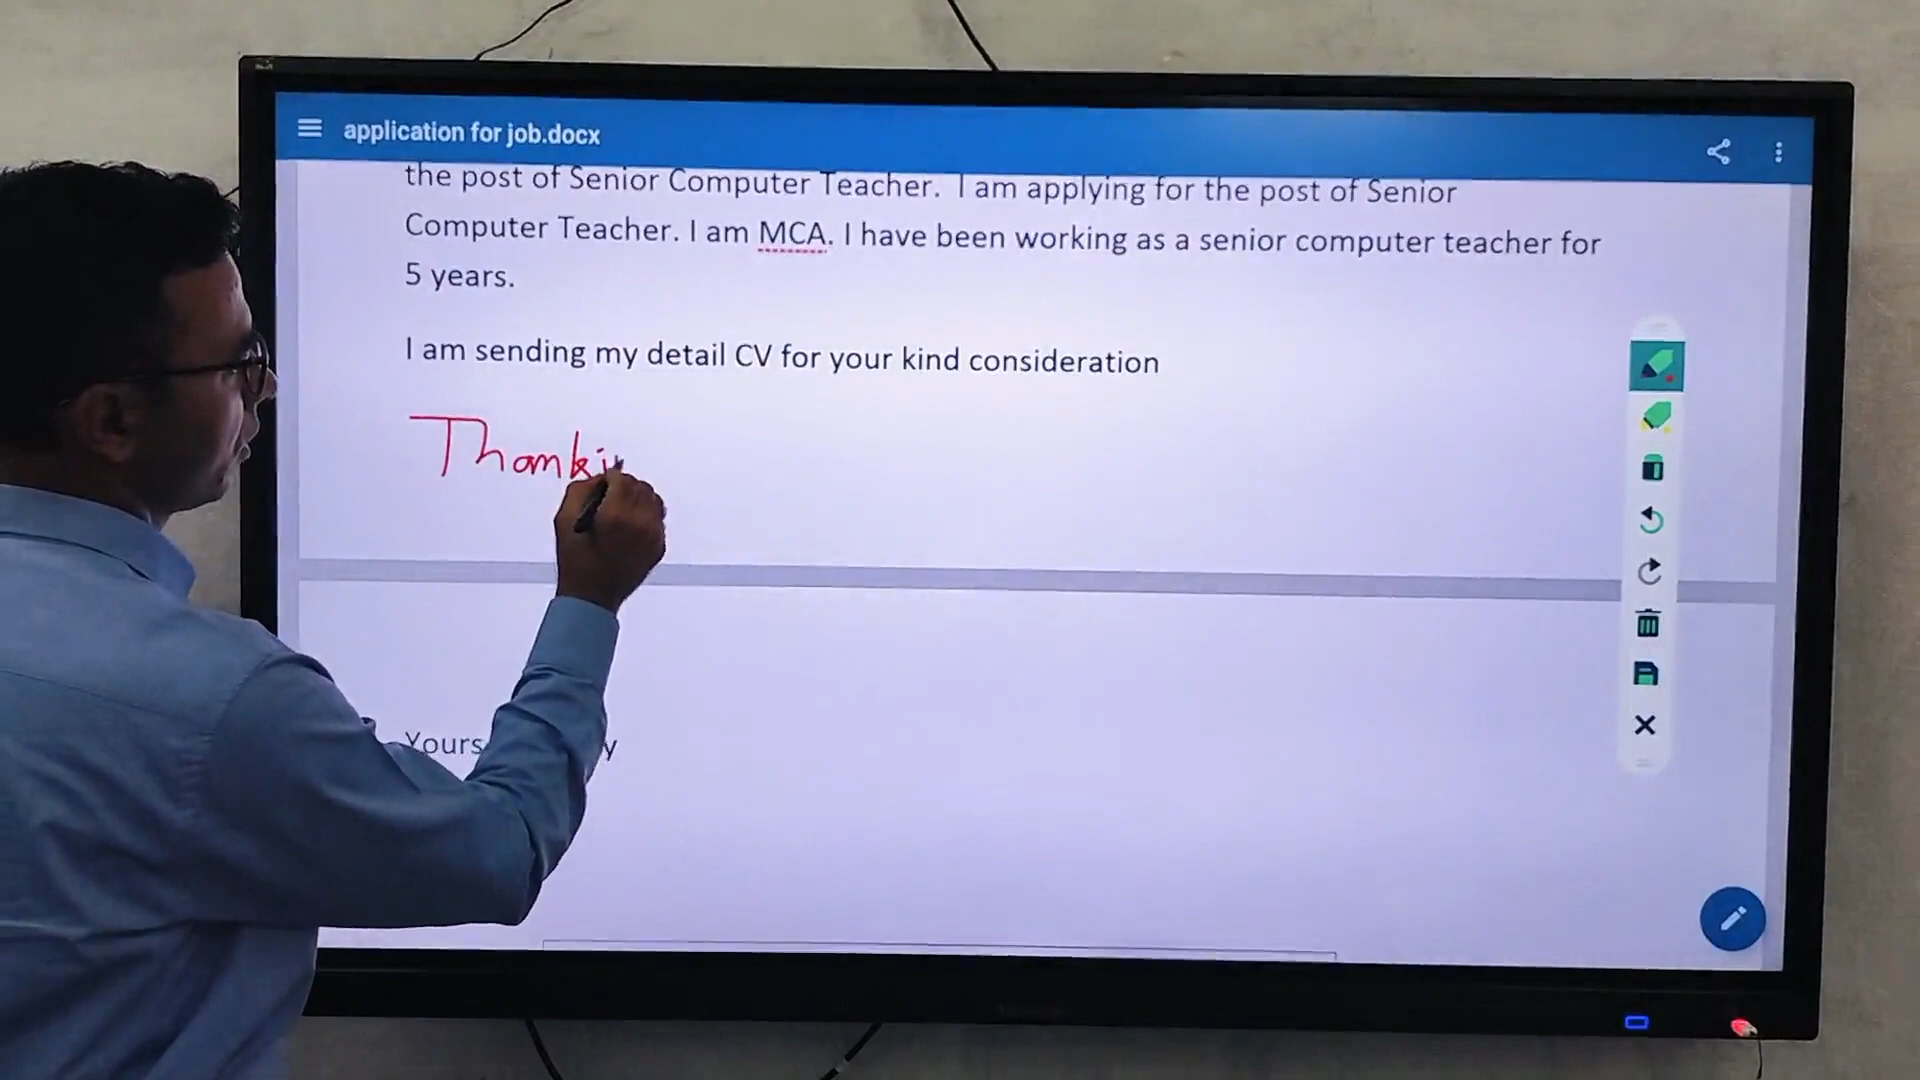 application for job.docx
the post of Senior Computer Teacher. I am applying for the post of Senior
Computer Teacher. I am MCA. I have been working as a senior computer teacher for
5 years.
I am sending my detail CV for your kind consideration
Thanki
Yours